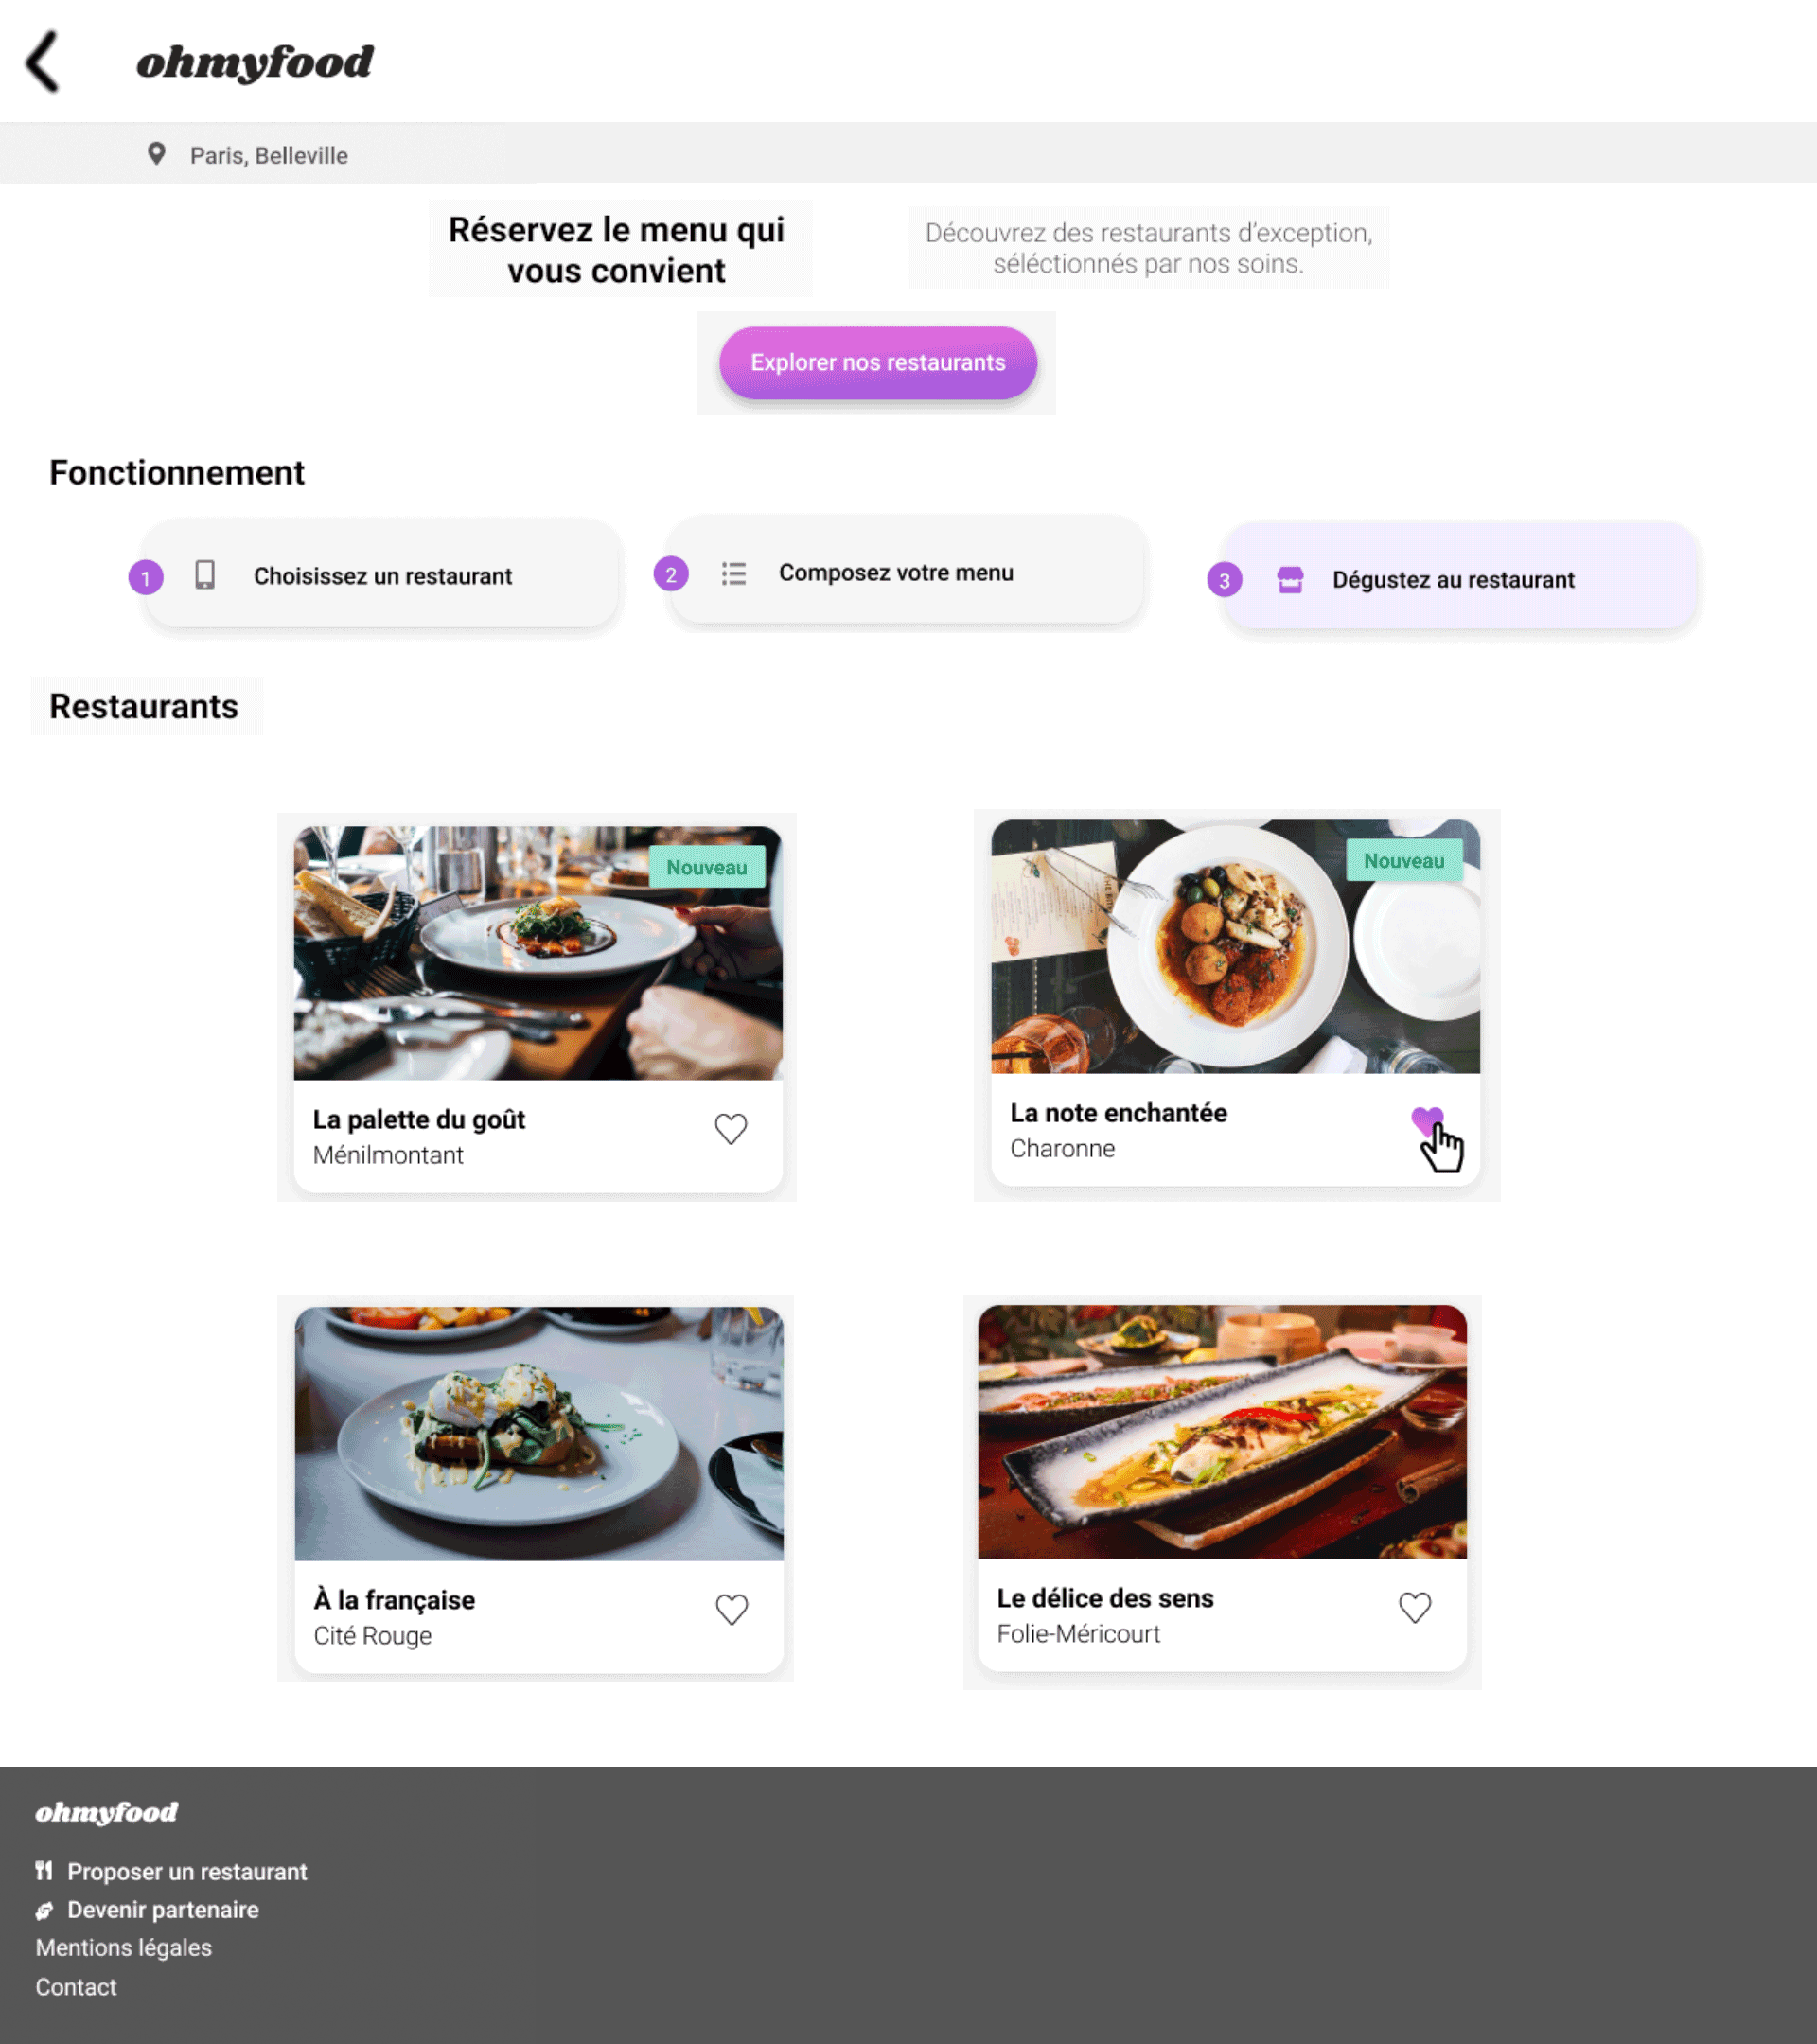 ohmyfood
Paris, Belleville
Réservez le menu qui
vous convient
Découvrez des restaurants d’exception,
séléctionnés par nos soins.
Explorer nos restaurants
Fonctionnement
1 Choisissez un restaurant
2 Composez votre menu
3 Dégustez au restaurant
Restaurants
Nouveau
La palette du goût
Ménilmontant
Nouveau
La note enchantée
Charonne
À la française
Cité Rouge
Le délice des sens
Folie-Méricourt
ohmyfood
Proposer un restaurant
Devenir partenaire
Mentions légales
Contact